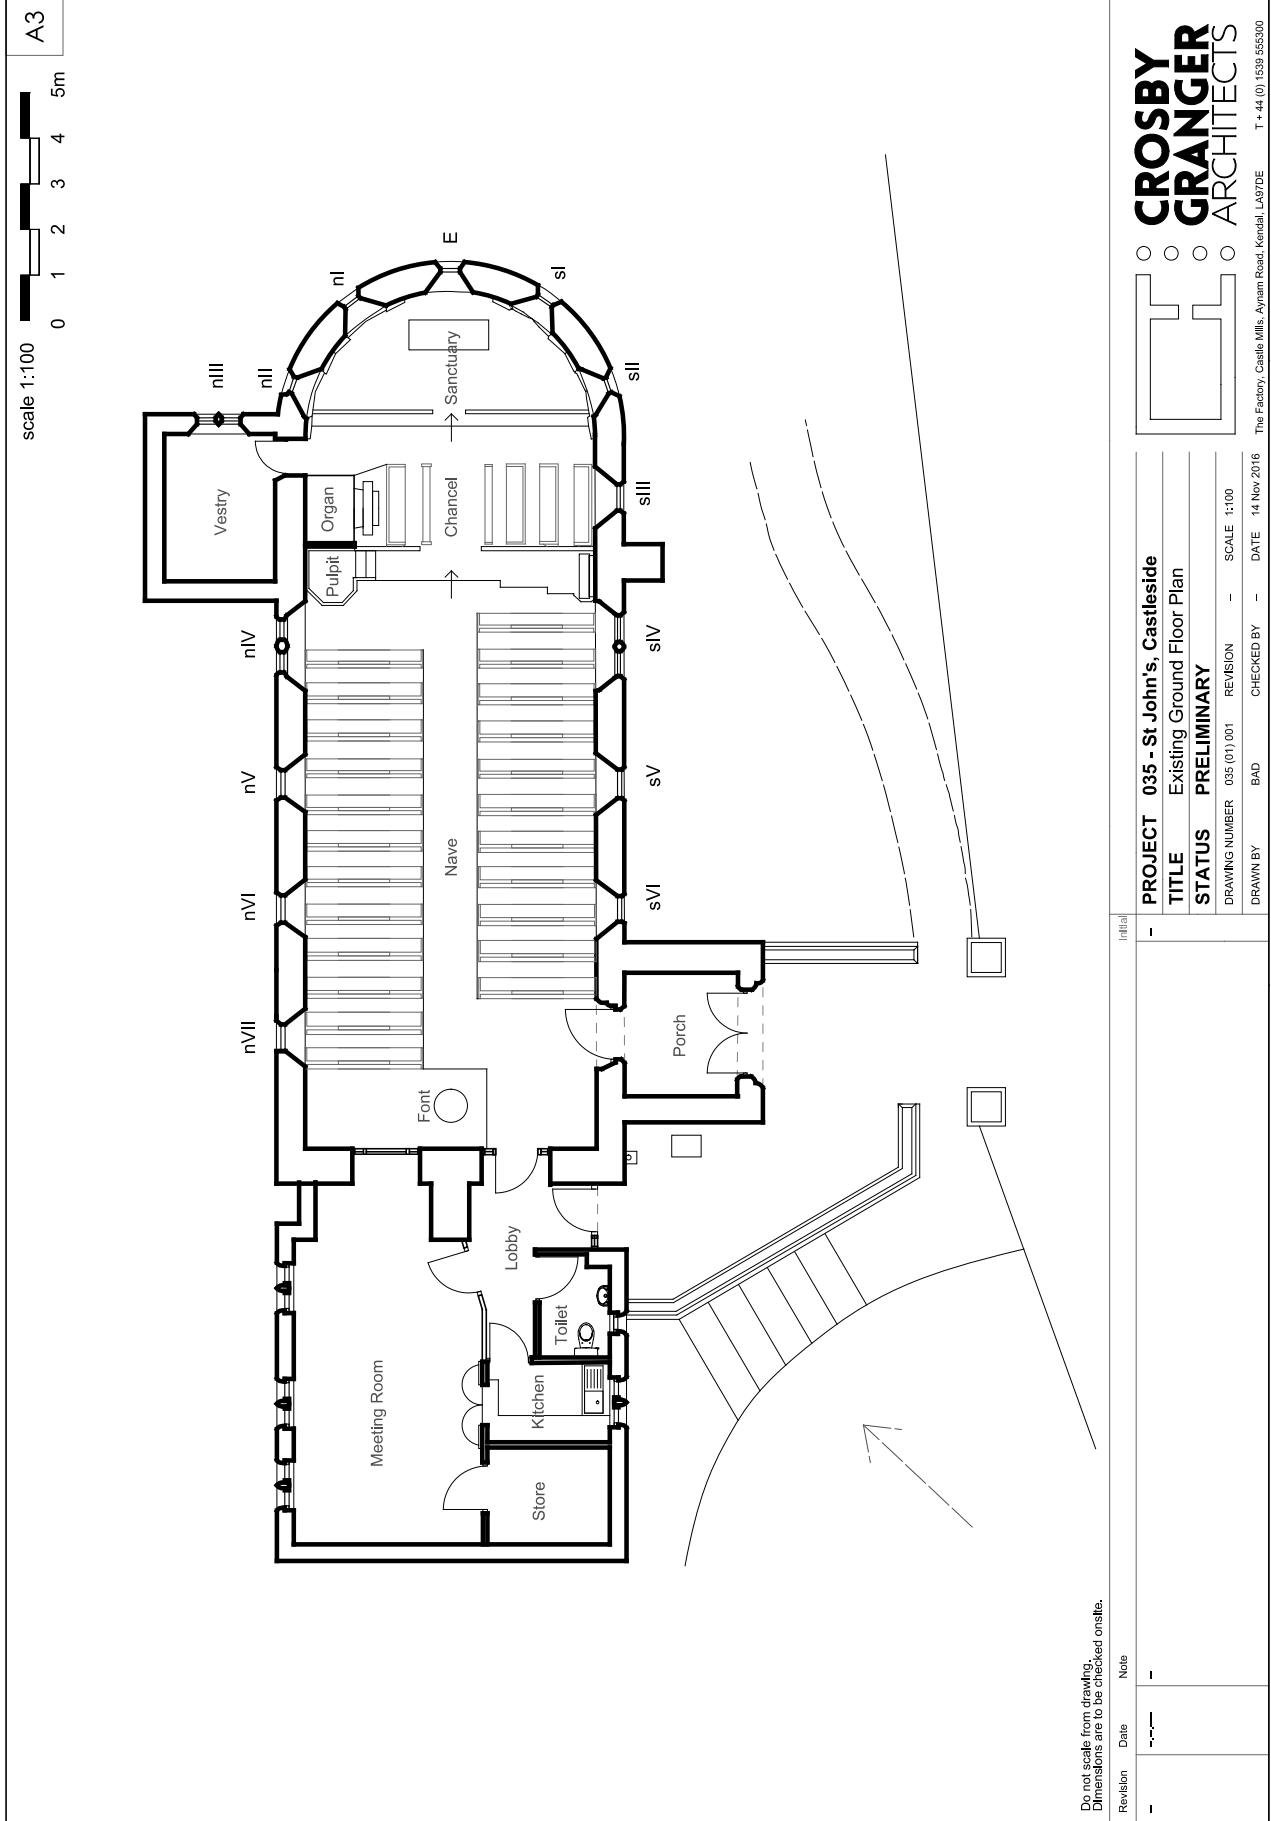 A3
scale 1:100
0 1 2 3 4 5m
nVII
nVI
nV
nIV
nIII
nII
nI
E
sI
sII
sIII
sIV
sV
sVI
Vestry
Organ
Pulpit
Chancel
Sanctuary
Nave
Font
Porch
Lobby
Toilet
Kitchen
Store
Meeting Room
Do not scale from drawing.
Dimensions are to be checked onsite.
Revision Date Note Initial
– -.-.— – –
PROJECT 035 - St John's, Castleside
TITLE Existing Ground Floor Plan
STATUS PRELIMINARY
DRAWING NUMBER 035 (01) 001 REVISION – SCALE 1:100
DRAWN BY BAD CHECKED BY – DATE 14 Nov 2016
CROSBY
GRANGER
ARCHITECTS
The Factory, Castle Mills, Aynam Road, Kendal, LA97DE T + 44 (0) 1539 555300